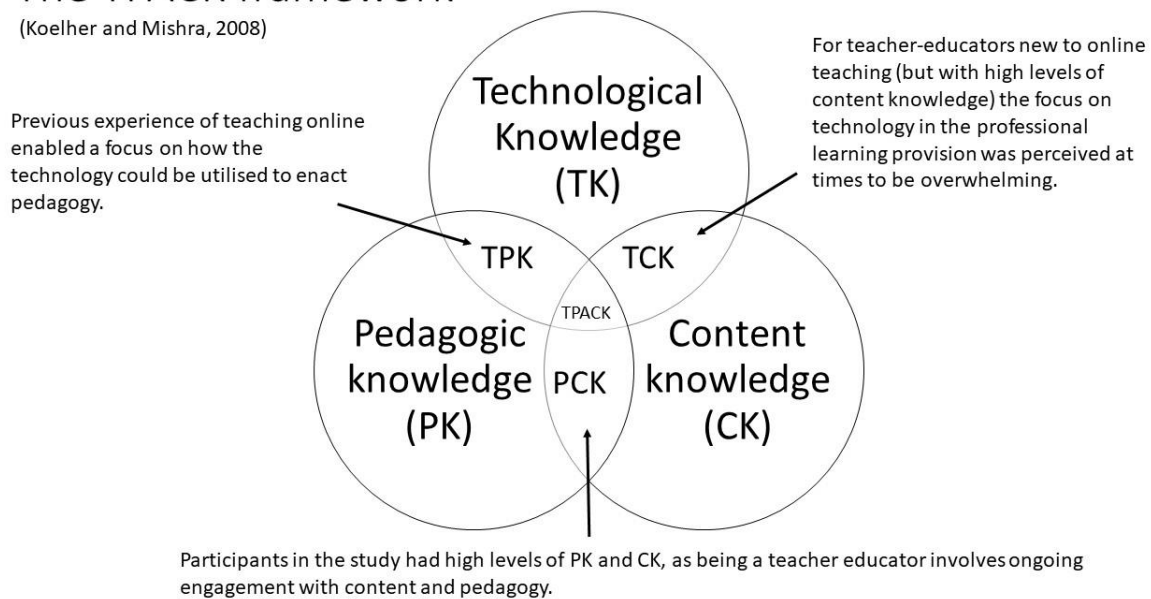 (Koelher and Mishra, 2008)
Technological
Knowledge
(TK)
For teacher-educators new to online
teaching (but with high levels of
content knowledge) the focus on
technology in the professional
learning provision was perceived at
times to be overwhelming.
Previous experience of teaching online
enabled a focus on how the
technology could be utilised to enact
pedagogy.
TPK
TCK
TPACK
Pedagogic
knowledge
(PK)
PCK
Content
knowledge
(CK)
Participants in the study had high levels of PK and CK, as being a teacher educator involves ongoing
engagement with content and pedagogy.